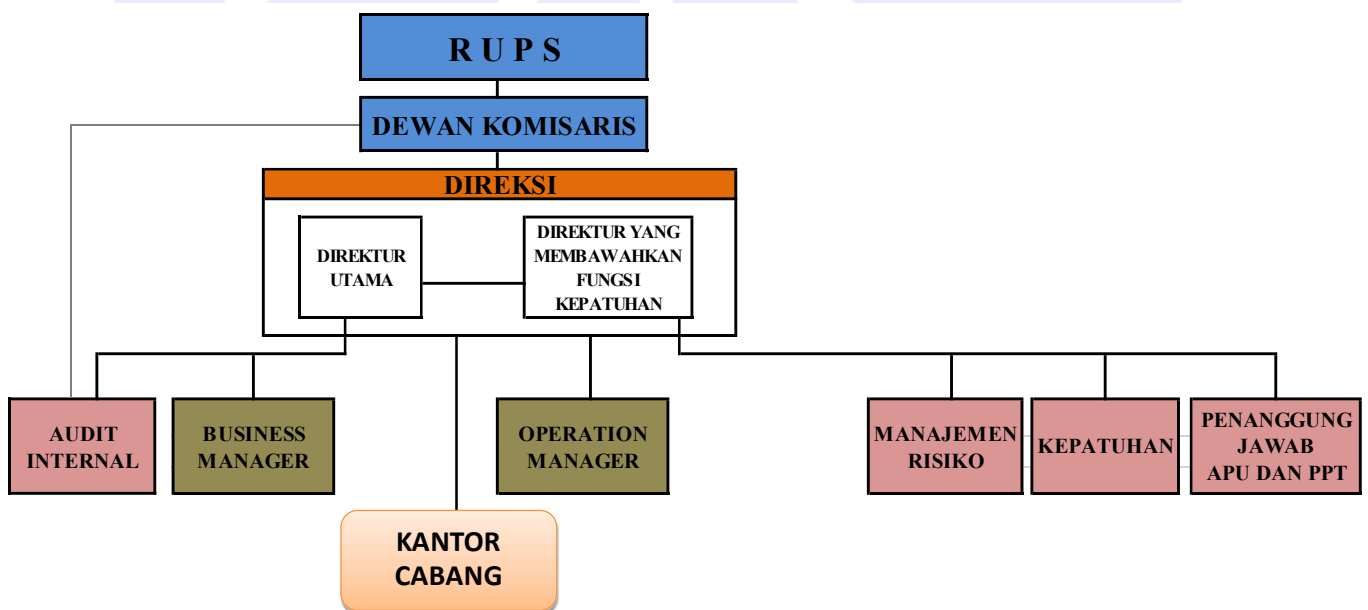 R U P S
DEWAN KOMISARIS
DIREKSI
DIREKTUR
UTAMA
DIREKTUR YANG
MEMBAWAHKAN
FUNGSI
KEPATUHAN
AUDIT
INTERNAL
BUSINESS
MANAGER
OPERATION
MANAGER
MANAJEMEN
RISIKO
KEPATUHAN
PENANGGUNG
JAWAB
APU DAN PPT
KANTOR
CABANG